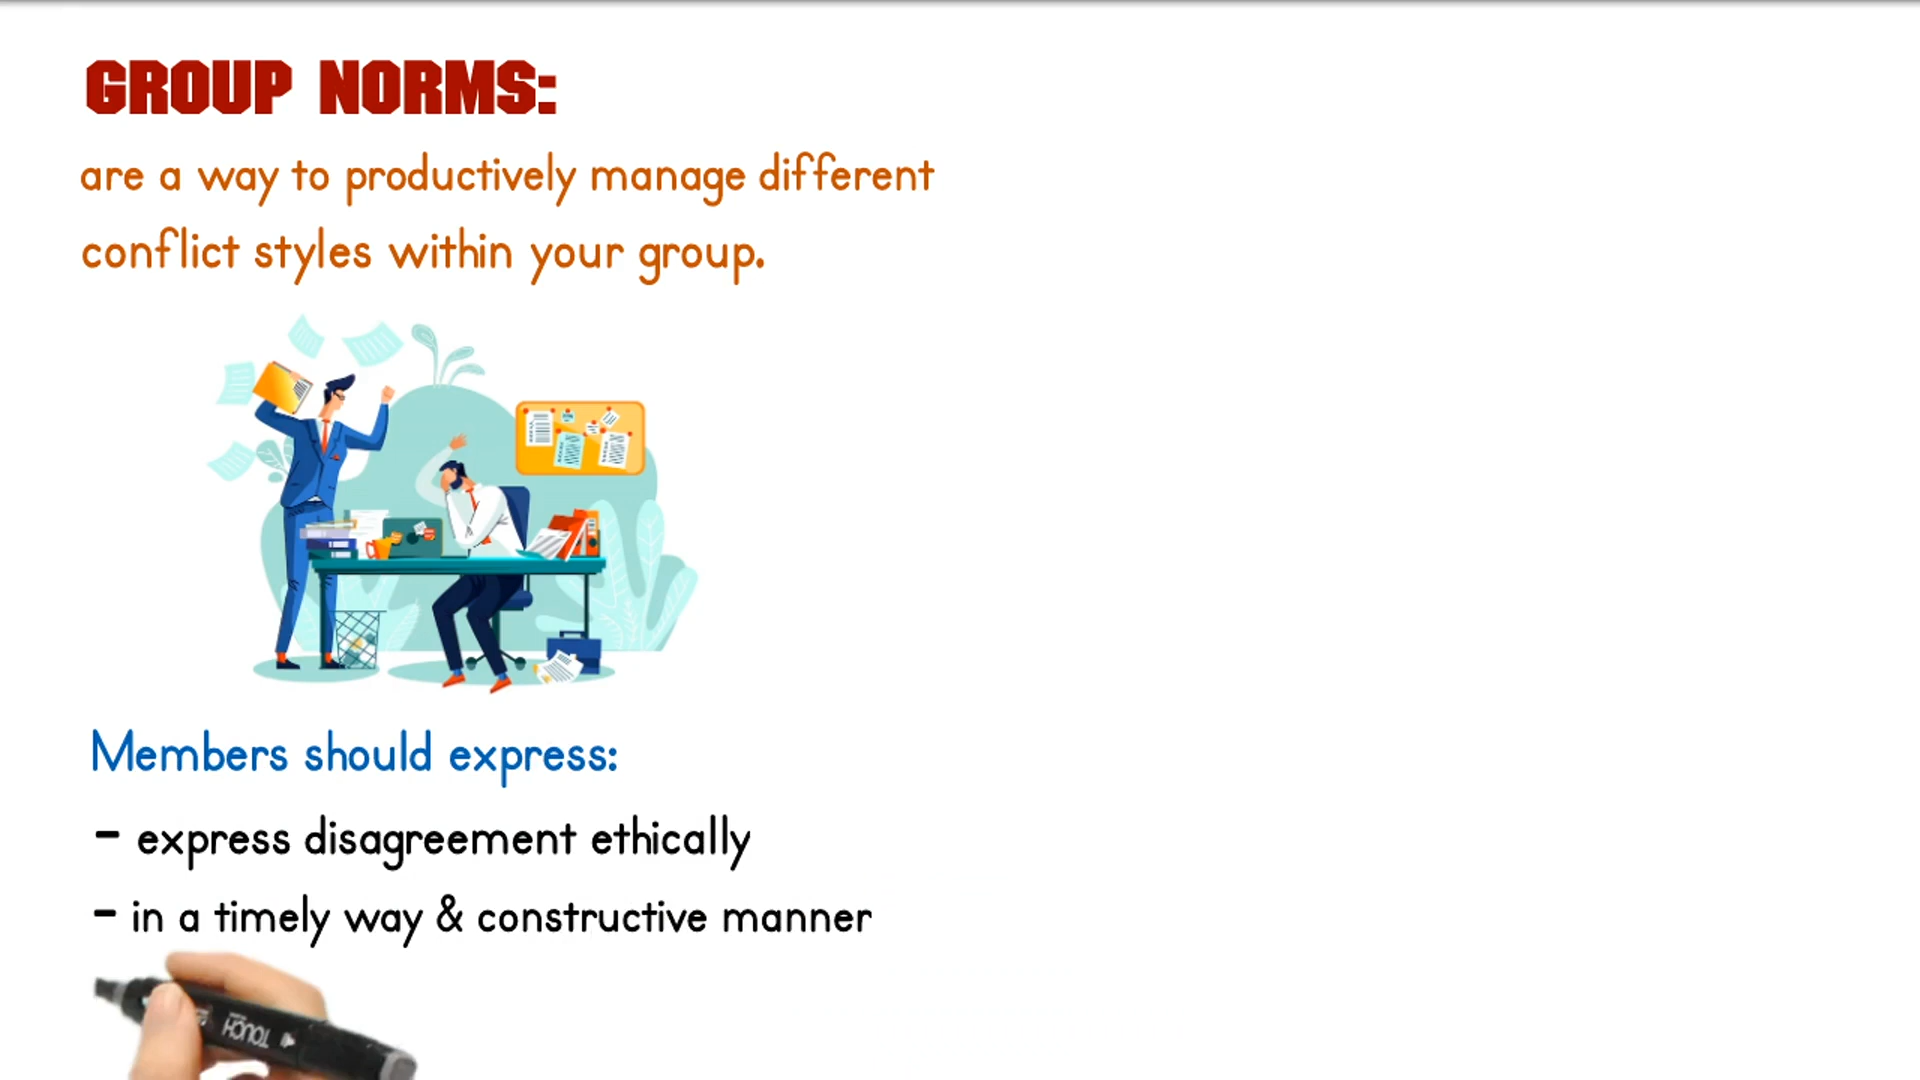 GROUP NORMS:
are a way to productively manage different
conflict styles within your group.
Members should express:
- express disagreement ethically
- in a timely way & constructive manner
TOUCH